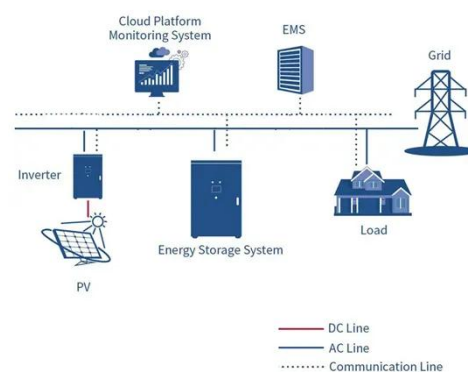 Cloud Platform
Monitoring System
EMS
Grid
Inverter
Energy Storage System
Load
PV
DC Line
AC Line
Communication Line